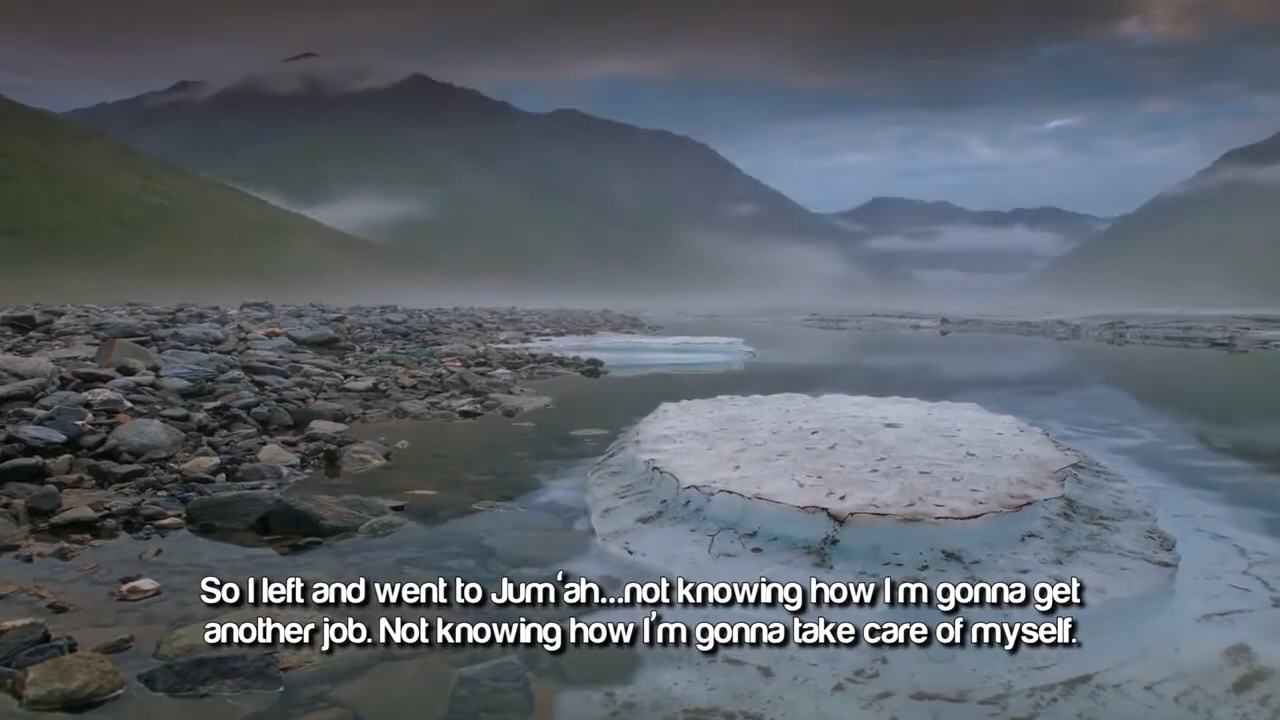 So I left and went to Jum‘ah...not knowing how I m gonna get
another job. Not knowing how I'm gonna take care of myself.